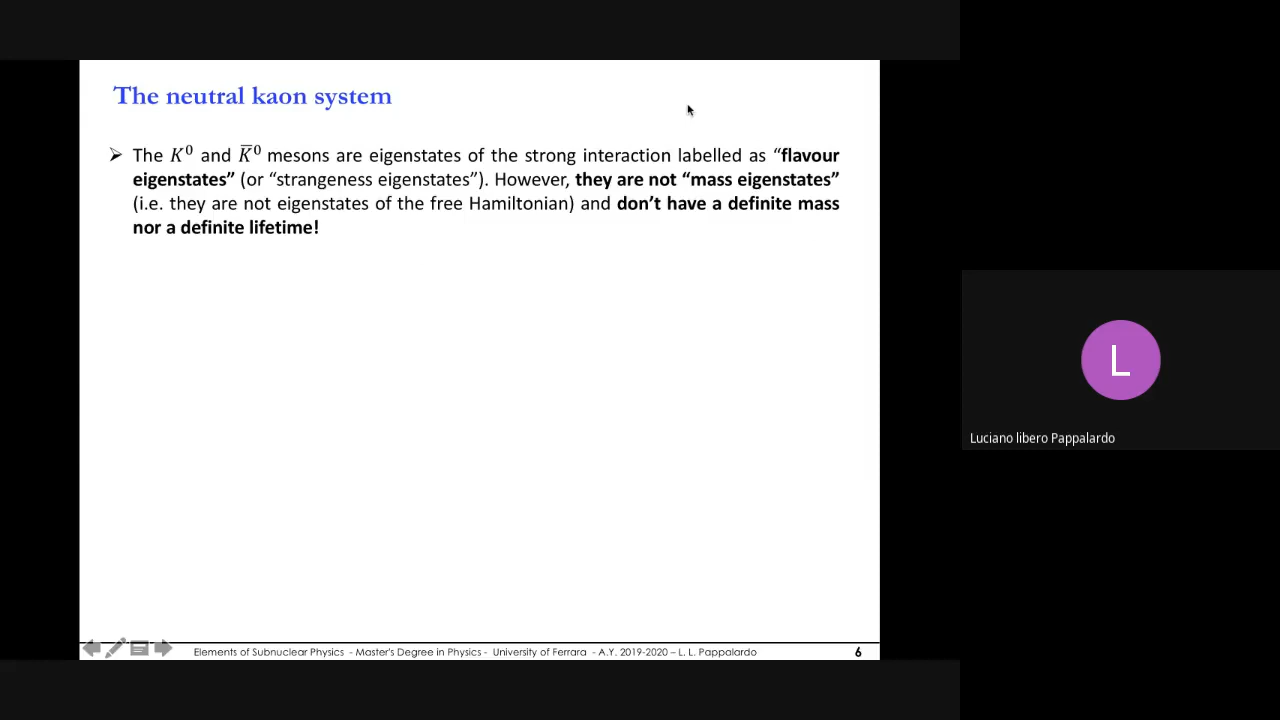 The neutral kaon system
➢ The K⁰ and K̅⁰ mesons are eigenstates of the strong interaction labelled as “flavour
eigenstates” (or “strangeness eigenstates”). However, they are not “mass eigenstates”
(i.e. they are not eigenstates of the free Hamiltonian) and don’t have a definite mass
nor a definite lifetime!
L
Luciano libero Pappalardo
Elements of Subnuclear Physics - Master's Degree in Physics - University of Ferrara - A.Y. 2019-2020 – L. L. Pappalardo
6